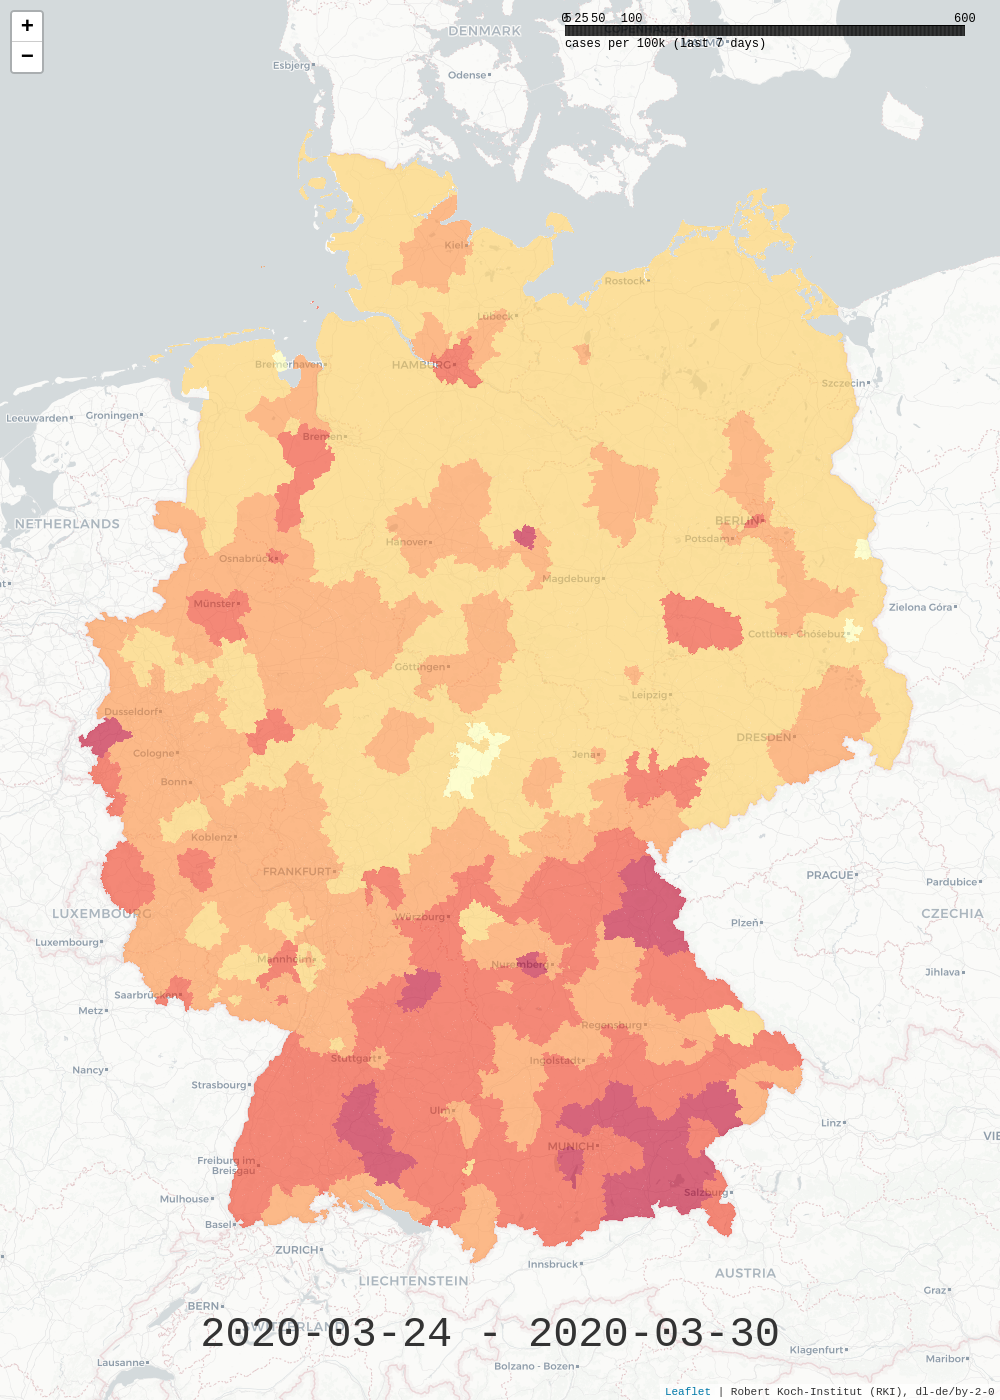 +
−
0 5 25 50 100 600
cases per 100k (last 7 days)
DENMARK
Esbjerg
Odense
Kiel
Rostock
Lübeck
HAMBURG
Bremerhaven
Szczecin
Leeuwarden
Groningen
Bremen
NETHERLANDS
BERLIN
Hanover
Potsdam
Osnabrück
Magdeburg
Münster
Zielona Góra
Cottbus - Chóśebuz
Göttingen
Leipzig
Dusseldorf
DRESDEN
Cologne
Jena
Bonn
Koblenz
FRANKFURT
PRAGUE
Pardubice
LUXEMBOURG
Würzburg
Plzeň
CZECHIA
Luxembourg
Mannheim
Nuremberg
Jihlava
Saarbrücken
Metz
Regensburg
Stuttgart
Ingolstadt
Nancy
Strasbourg
Ulm
Linz
VIE
MUNICH
Freiburg im
Breisgau
Mulhouse
Salzburg
Basel
ZURICH
Innsbruck
LIECHTENSTEIN
AUSTRIA
Graz
BERN
SWITZERLAND
2020-03-24 - 2020-03-30
Klagenfurt
Lausanne
Bolzano - Bozen
Maribor
Leaflet | Robert Koch-Institut (RKI), dl-de/by-2-0